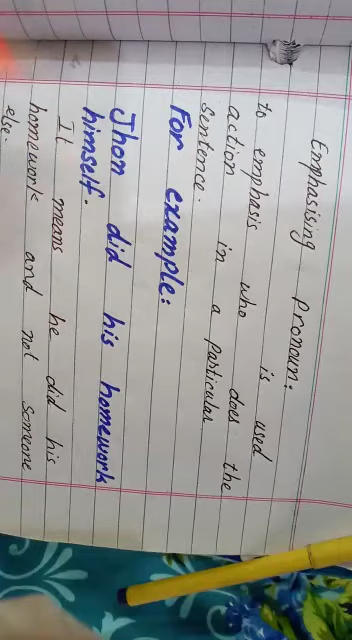 Emphasising pronoun:
is used
to emphasis who does the
action in a particular
sentence.
For example:
Jhon did his homework
himself.
It means he did his
homework and not someone
else.